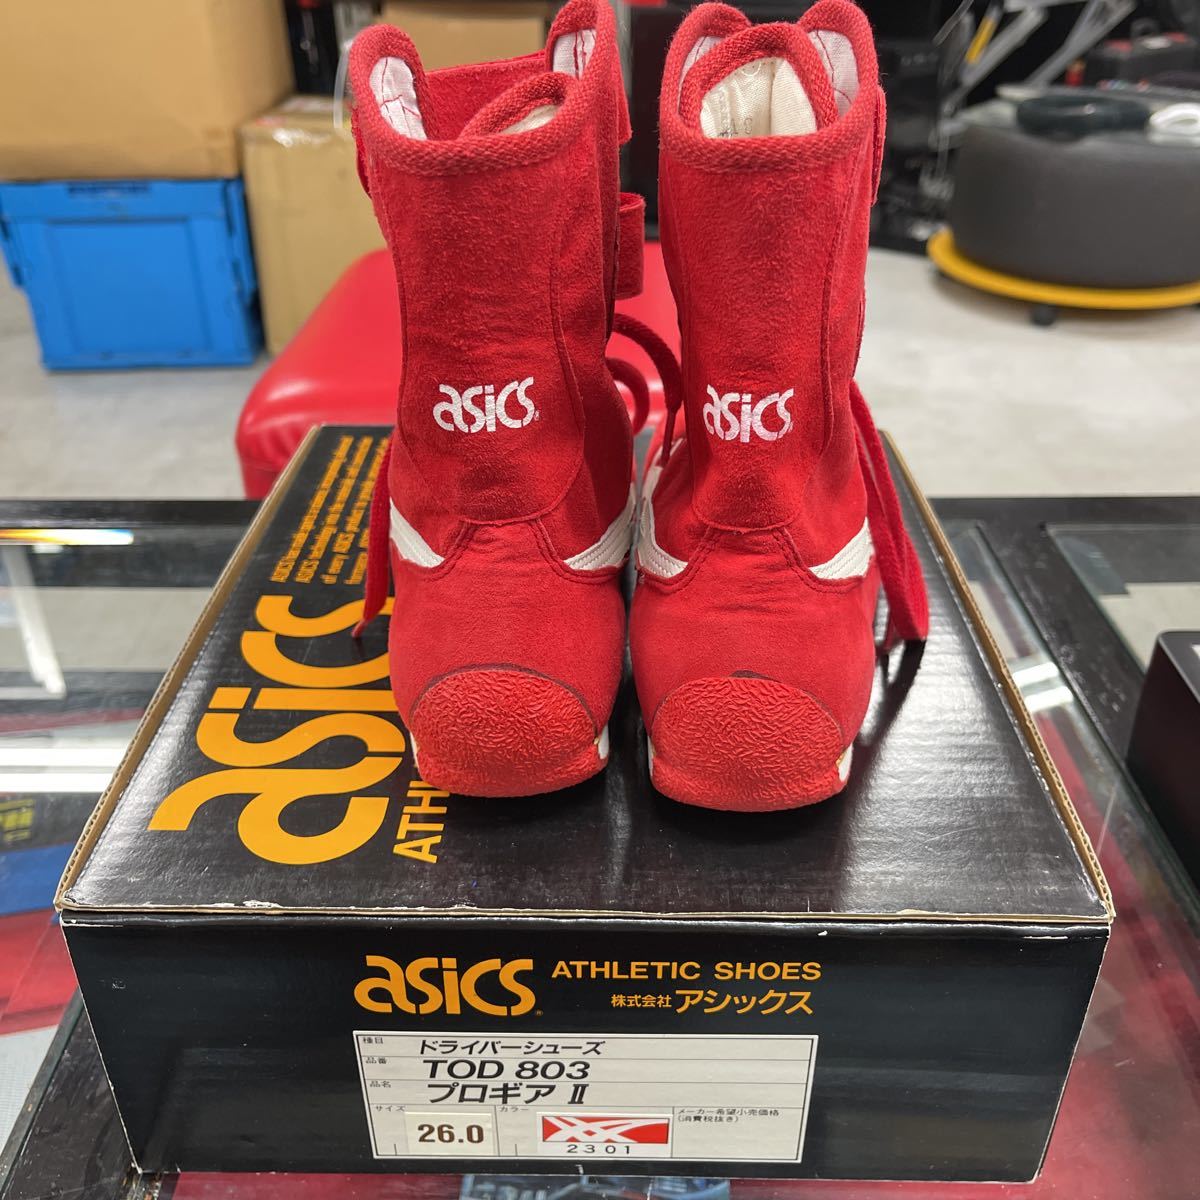 asics
asics
asics
ATHL
asics ATHLETIC SHOES
株式会社 アシックス
種目 ドライバーシューズ
品番 TOD 803
品名 プロギア II
サイズ 26.0
カラー 2301
メーカー希望小売価格
(消費税抜き)